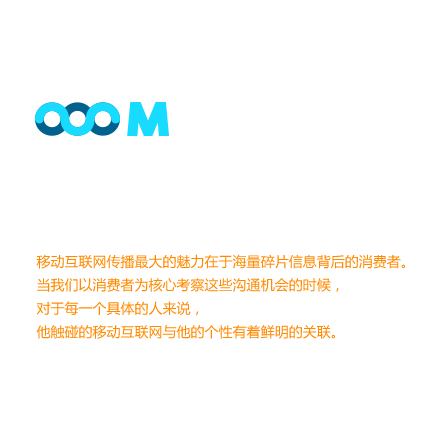 M
移动互联网传播最大的魅力在于海量碎片信息背后的消费者。
当我们以消费者为核心考察这些沟通机会的时候，
对于每一个具体的人来说，
他触碰的移动互联网与他的个性有着鲜明的关联。